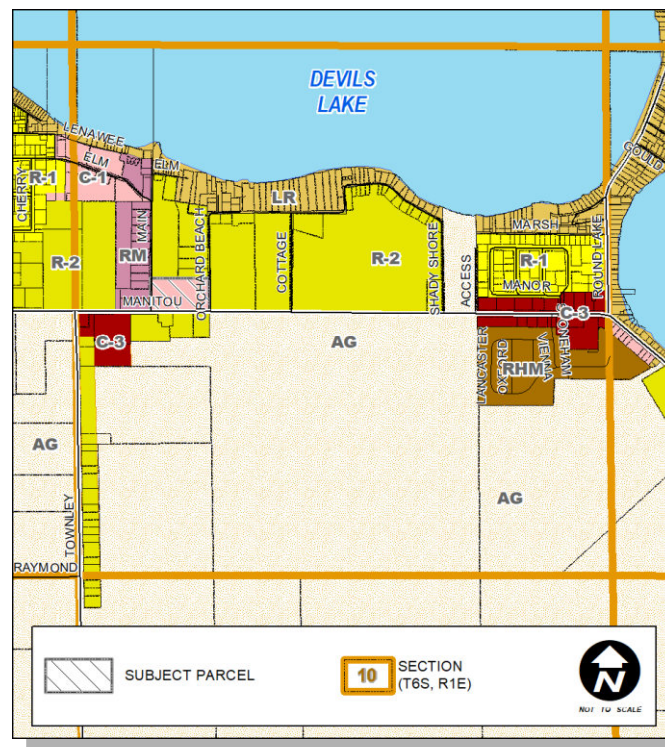 DEVILS
LAKE
LENAWEE
ELM
ELM
CHERRY
R-1
C-1
MAIN
RM
R-2
MANITOU
ORCHARD BEACH
COTTAGE
LR
R-2
SHADY SHORE
ACCESS
MARSH
R-1
MANOR
ROUND LAKE
GOULD
C-3
AG
C-3
LANCASTER
OXFORD
VIENNA
STONEHAM
RHM
AG
AG
TOWNLEY
RAYMOND
SUBJECT PARCEL
10
SECTION
(T6S, R1E)
N
NOT TO SCALE